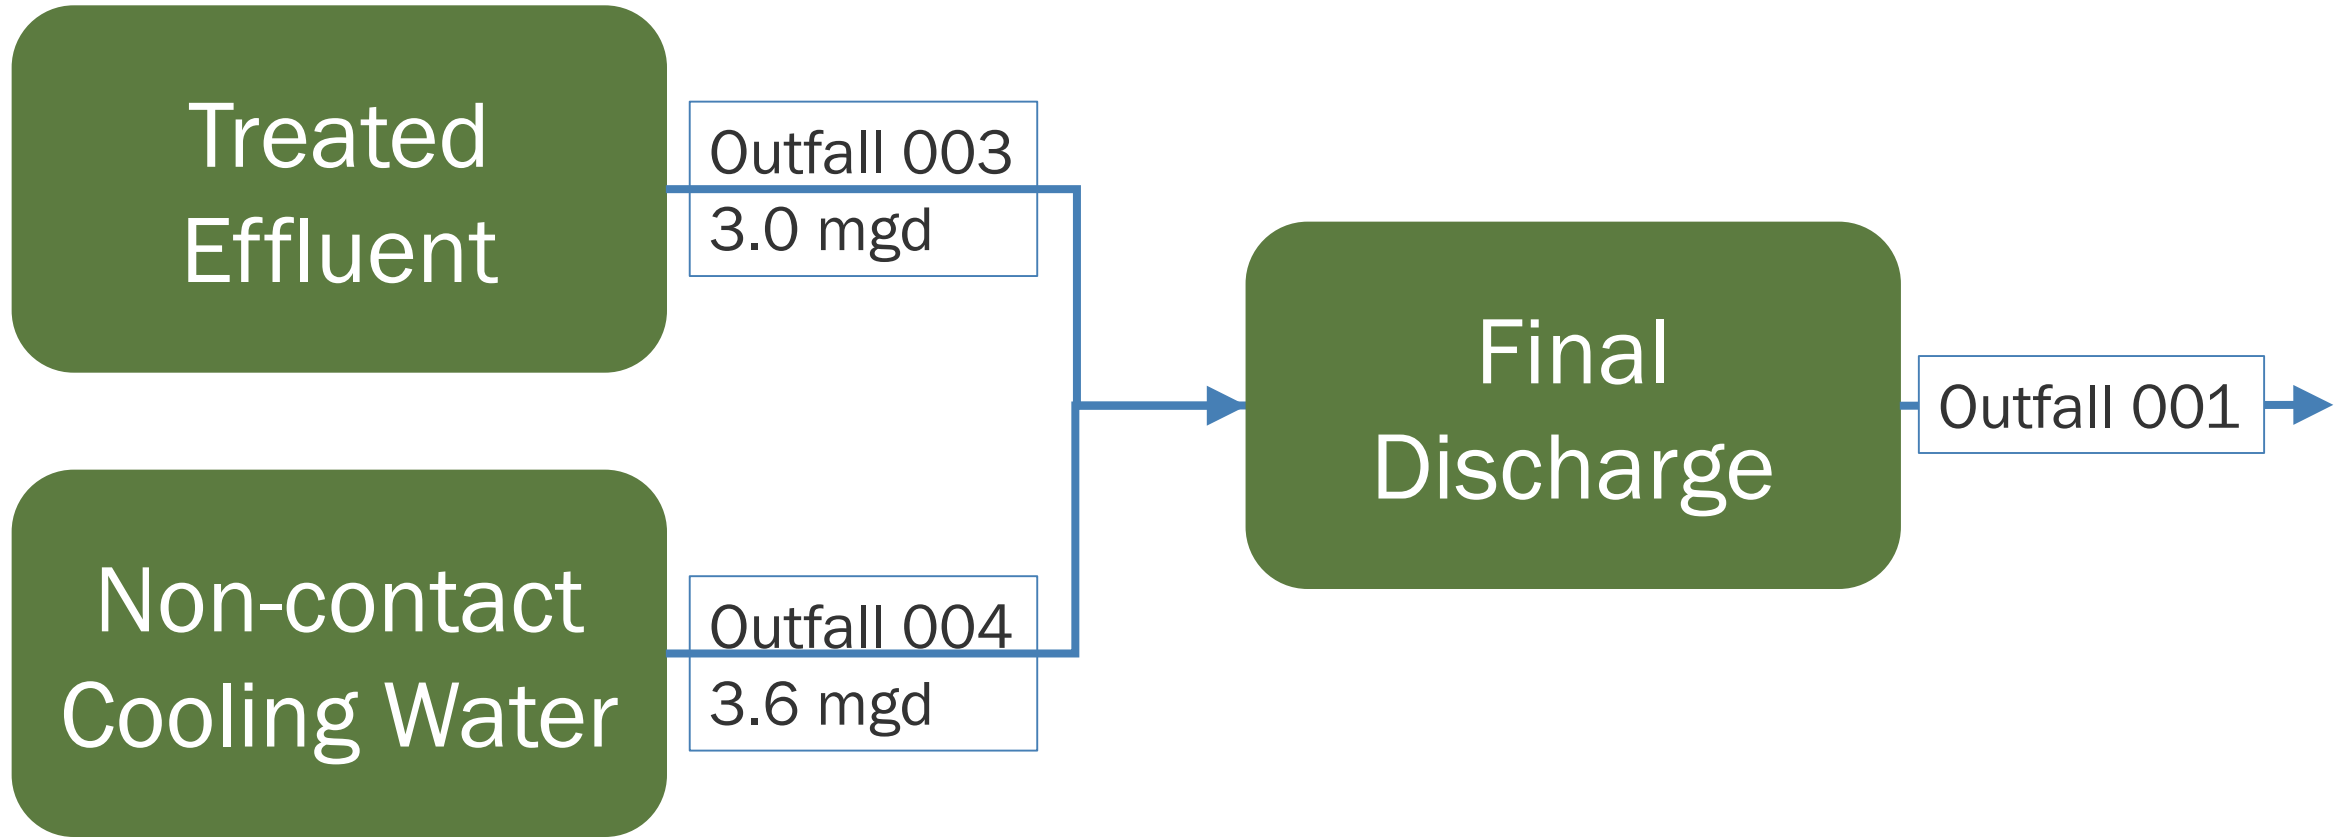 Treated
Effluent
Outfall 003
3.0 mgd
Non-contact
Cooling Water
Outfall 004
3.6 mgd
Final
Discharge
Outfall 001